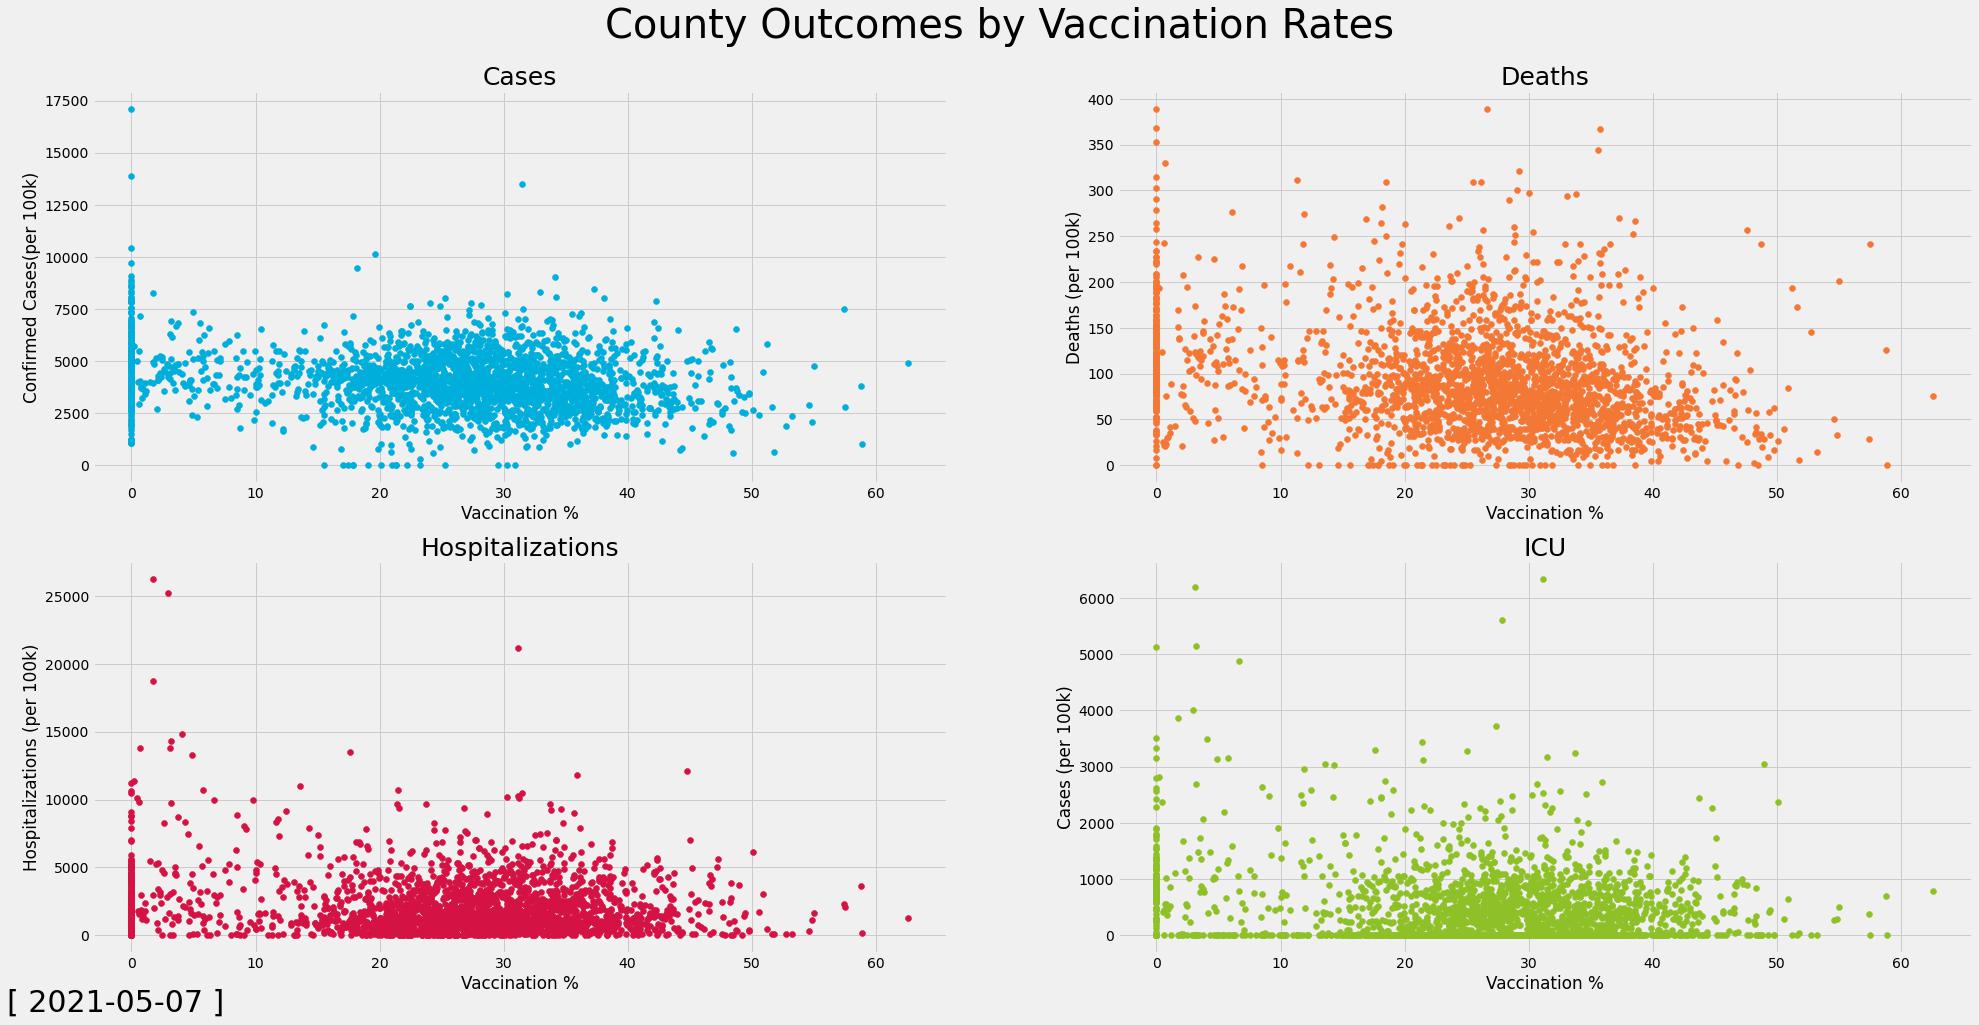 County Outcomes by Vaccination Rates
Cases
Confirmed Cases(per 100k)
17500
15000
12500
10000
7500
5000
2500
0
0 10 20 30 40 50 60
Vaccination %
Deaths
Deaths (per 100k)
400
350
300
250
200
150
100
50
0
0 10 20 30 40 50 60
Vaccination %
Hospitalizations
Hospitalizations (per 100k)
25000
20000
15000
10000
5000
0
0 10 20 30 40 50 60
Vaccination %
ICU
Cases (per 100k)
6000
5000
4000
3000
2000
1000
0
0 10 20 30 40 50 60
Vaccination %
[ 2021-05-07 ]